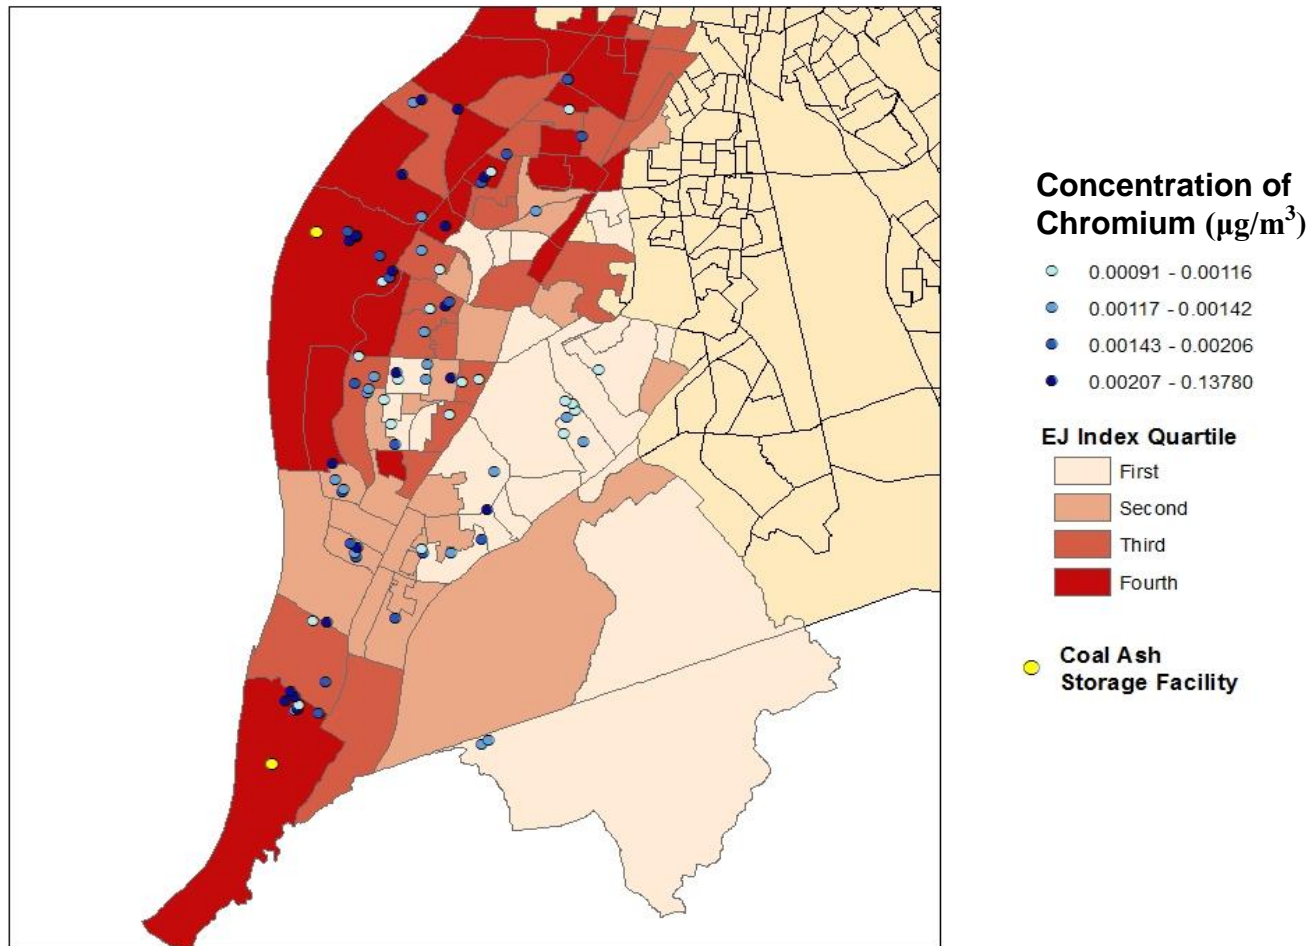 Concentration of
Chromium (µg/m³)
0.00091 - 0.00116
0.00117 - 0.00142
0.00143 - 0.00206
0.00207 - 0.13780
EJ Index Quartile
First
Second
Third
Fourth
Coal Ash
Storage Facility